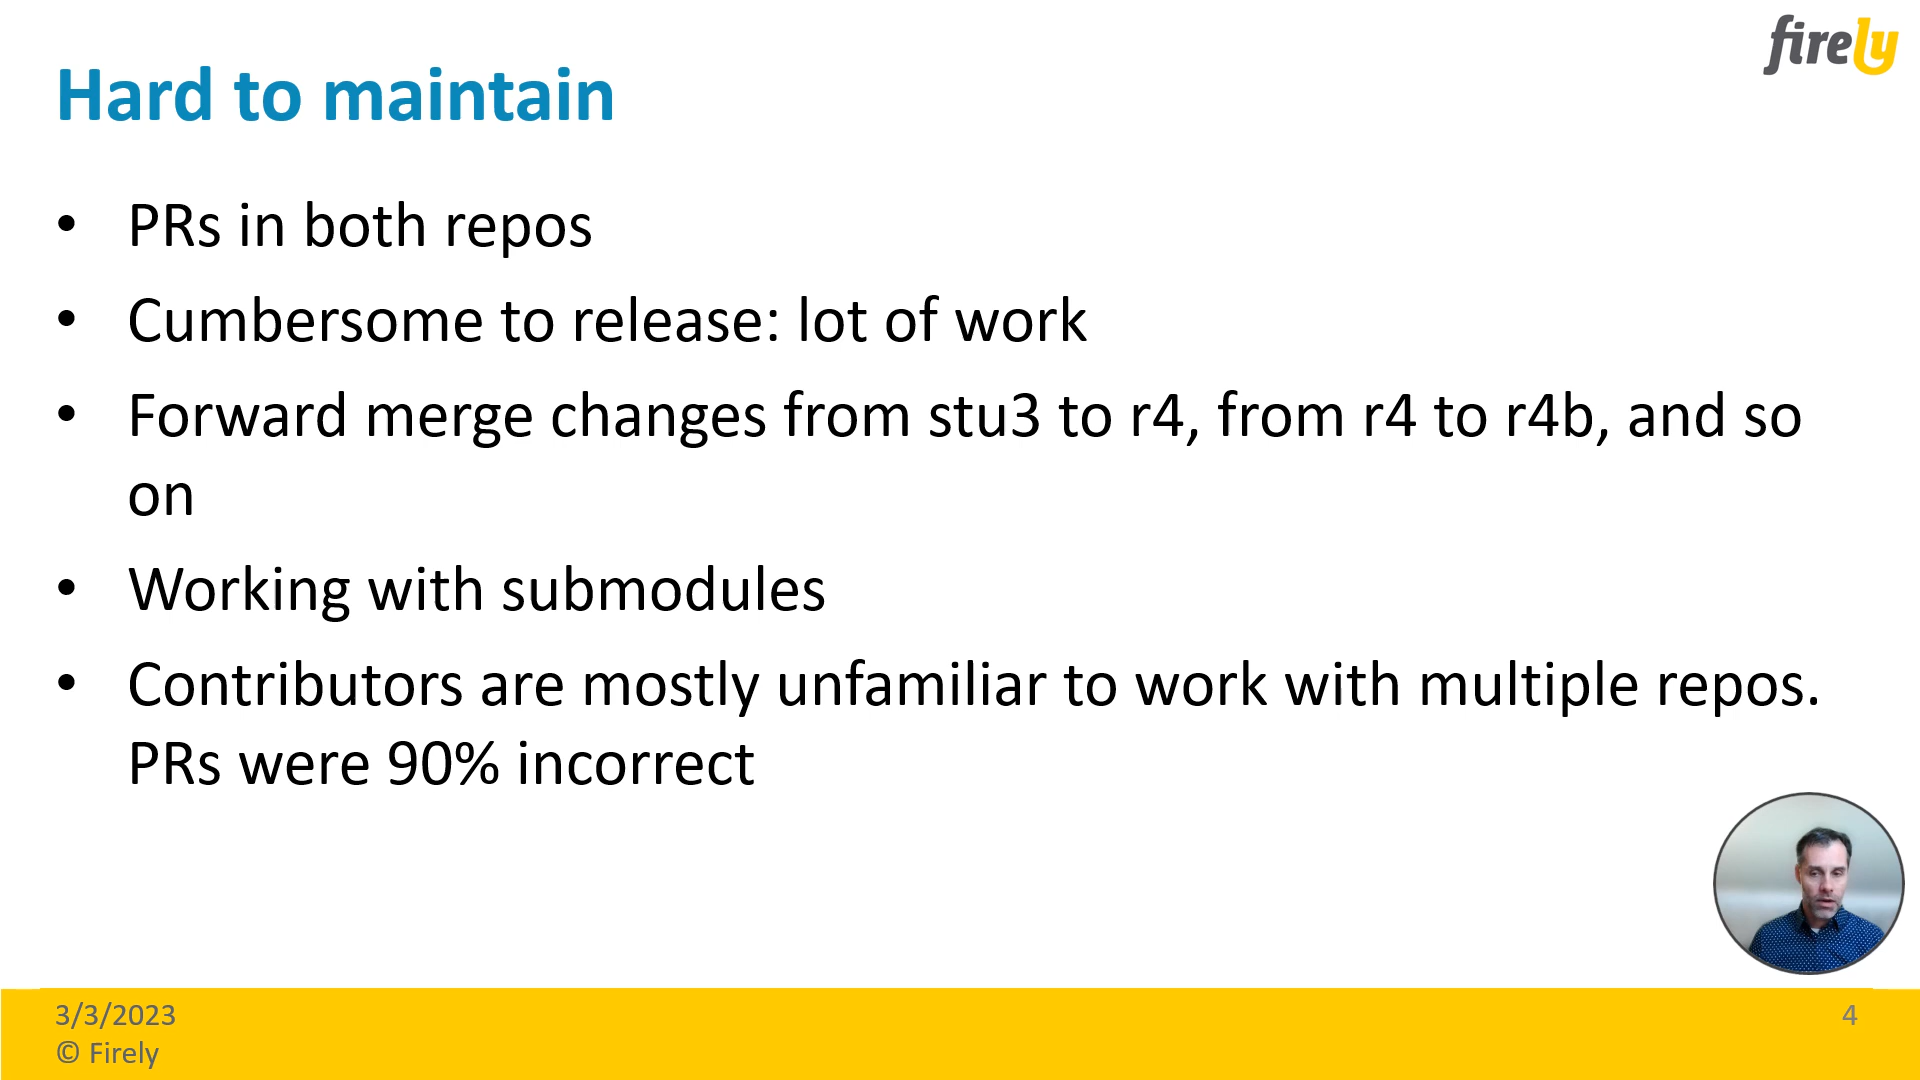 firely
Hard to maintain
• PRs in both repos
• Cumbersome to release: lot of work
• Forward merge changes from stu3 to r4, from r4 to r4b, and so
on
• Working with submodules
• Contributors are mostly unfamiliar to work with multiple repos.
PRs were 90% incorrect
3/3/2023
4
© Firely